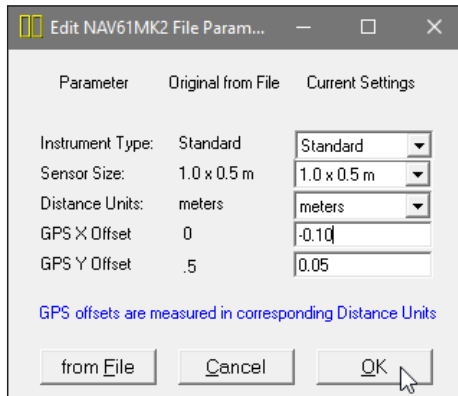 Edit NAV61MK2 File Param...
Parameter Original from File Current Settings
Instrument Type: Standard Standard
Sensor Size: 1.0 x 0.5 m 1.0 x 0.5 m
Distance Units: meters meters
GPS X Offset 0 -0.10
GPS Y Offset .5 0.05
GPS offsets are measured in corresponding Distance Units
from File Cancel OK